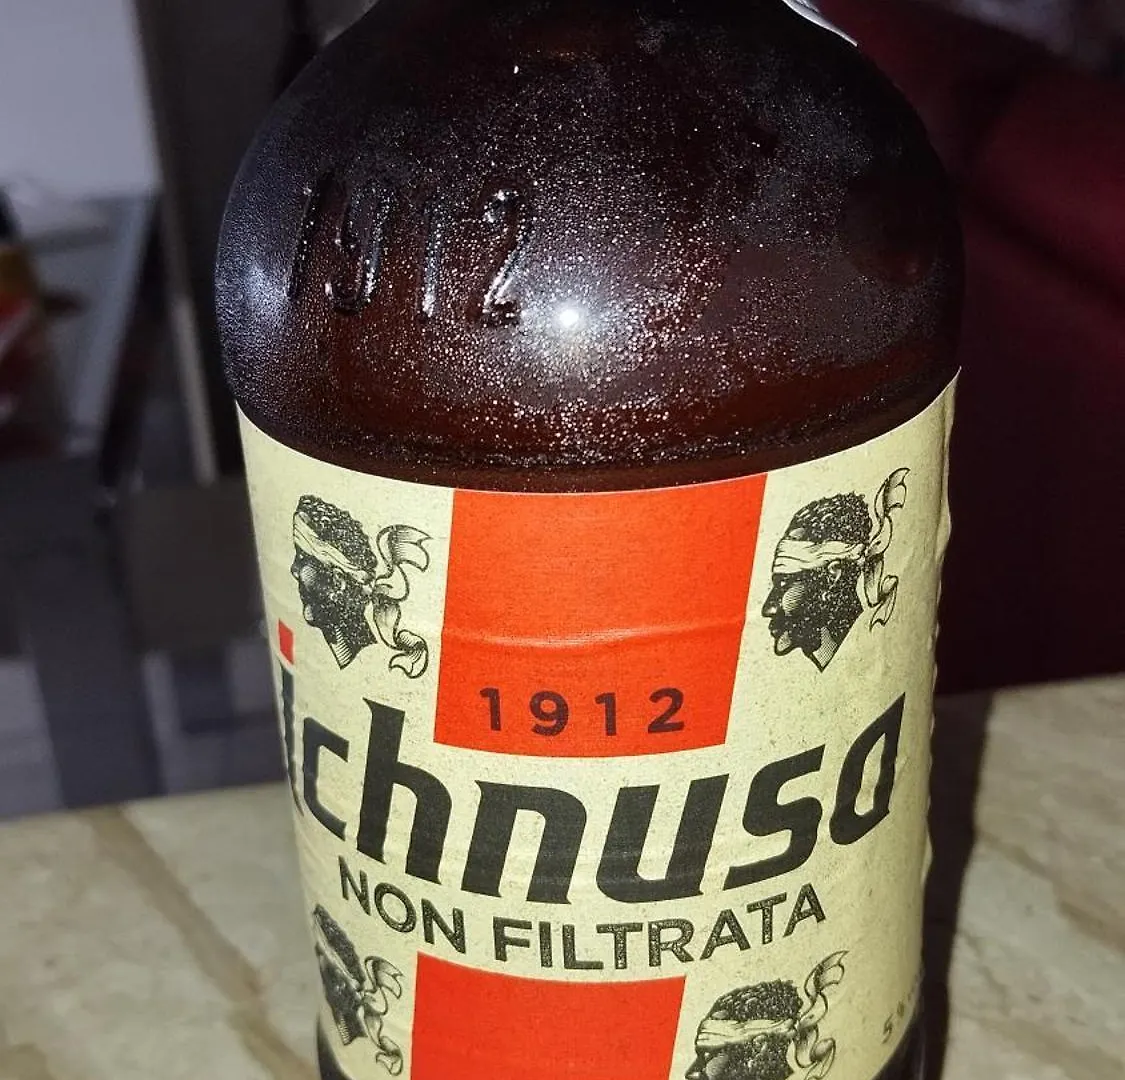 1912
1912
ichnusa
NON FILTRATA